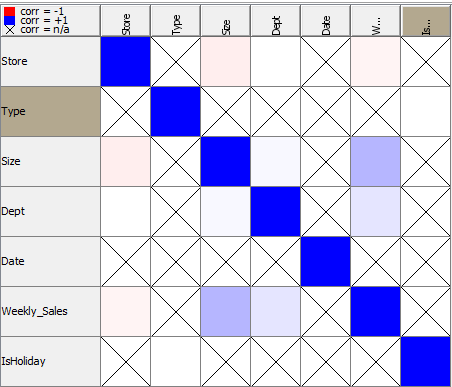 corr = -1
corr = +1
corr = n/a
Store
Type
Size
Dept
Date
W...
Is...
Store
Type
Size
Dept
Date
Weekly_Sales
IsHoliday